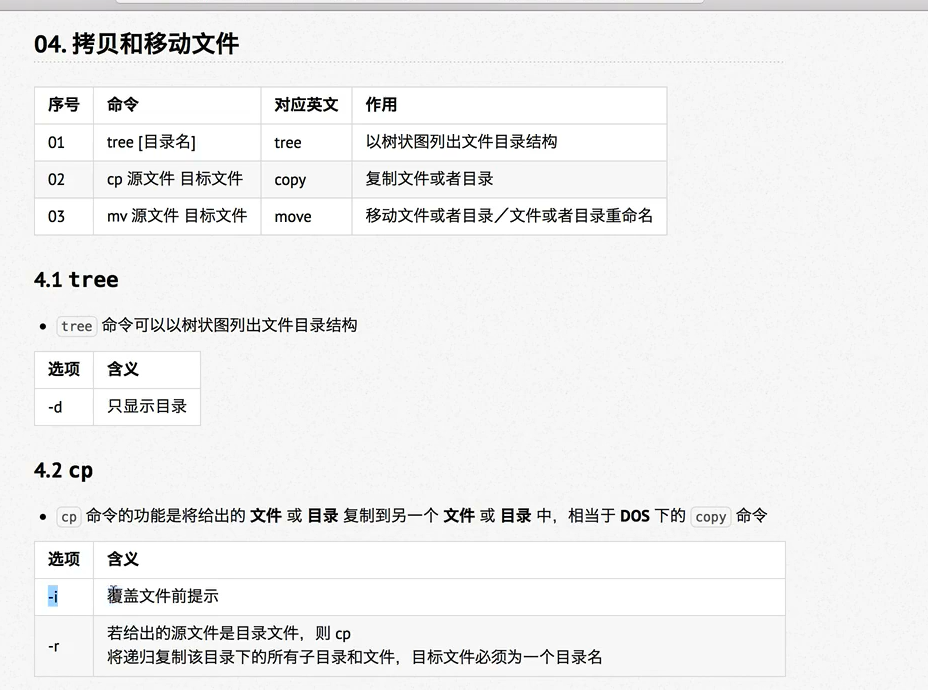 04. 拷贝和移动文件
序号 命令 对应英文 作用
01 tree [目录名] tree 以树状图列出文件目录结构
02 cp 源文件 目标文件 copy 复制文件或者目录
03 mv 源文件 目标文件 move 移动文件或者目录／文件或者目录重命名
4.1 tree
• tree 命令可以以树状图列出文件目录结构
选项 含义
-d 只显示目录
4.2 cp
• cp 命令的功能是将给出的 文件 或 目录 复制到另一个 文件 或 目录 中，相当于 DOS 下的 copy 命令
选项 含义
-i 覆盖文件前提示
-r 若给出的源文件是目录文件，则 cp
将递归复制该目录下的所有子目录和文件，目标文件必须为一个目录名